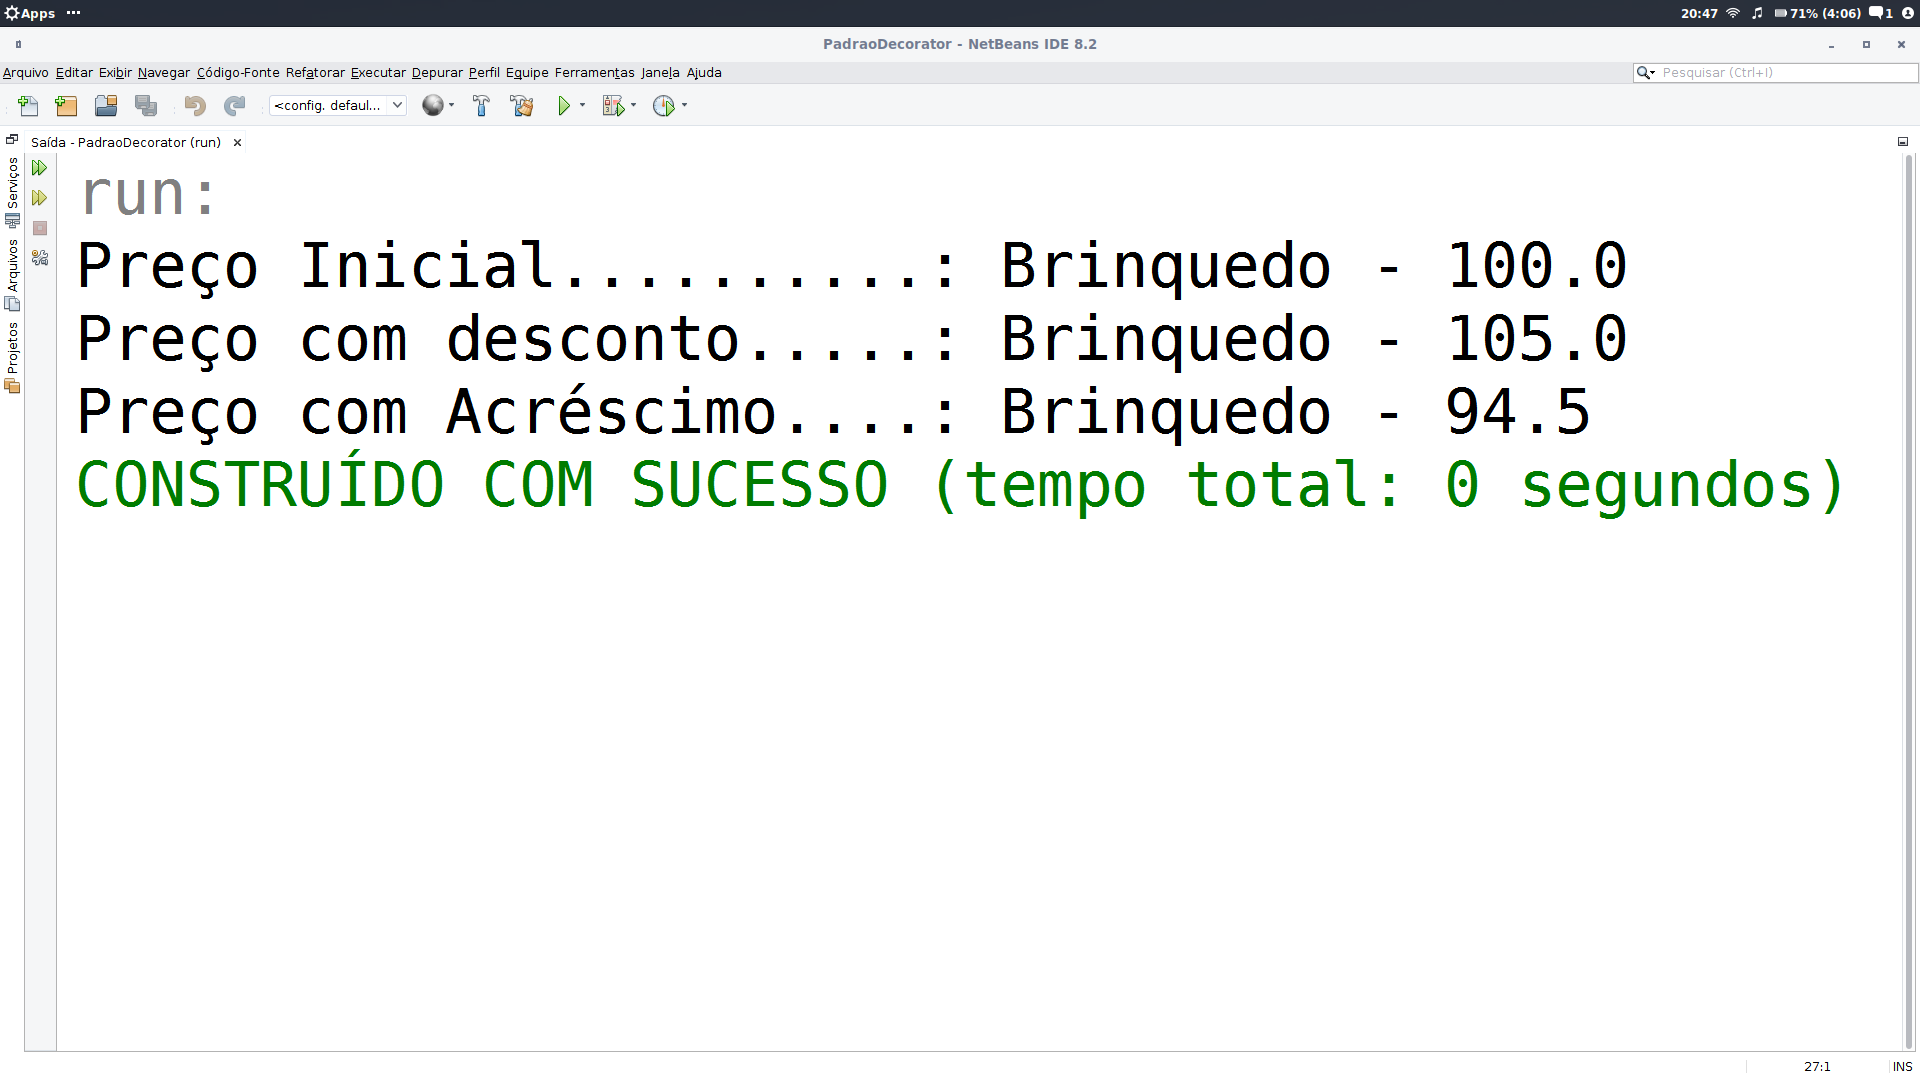 Apps ••• 20:47 71% (4:06) 1
PadraoDecorator - NetBeans IDE 8.2
Arquivo Editar Exibir Navegar Código-Fonte Refatorar Executar Depurar Perfil Equipe Ferramentas Janela Ajuda Pesquisar (Ctrl+I)
<config. defaul...
Saída - PadraoDecorator (run)
Serviços
Arquivos
Projetos
run:
Preço Inicial..........: Brinquedo - 100.0
Preço com desconto.....: Brinquedo - 105.0
Preço com Acréscimo....: Brinquedo - 94.5
CONSTRUÍDO COM SUCESSO (tempo total: 0 segundos)
27:1 INS